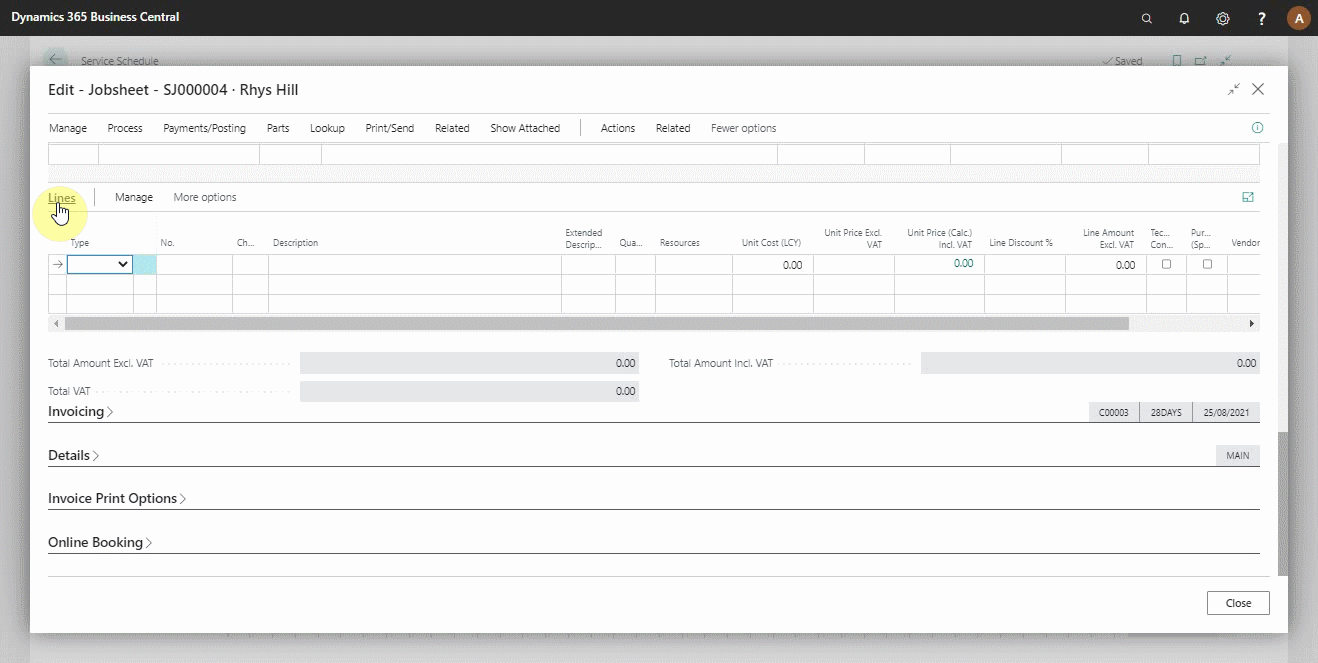 Dynamics 365 Business Central
?
A
Service Schedule
Saved
Edit - Jobsheet - SJ000004 · Rhys Hill
Manage Process Payments/Posting Parts Lookup Print/Send Related Show Attached Actions Related Fewer options
Lines Manage More options
Type No. Ch... Description Extended Descrip... Qua... Resources Unit Cost (LCY) Unit Price Excl. VAT Unit Price (Calc.) Incl. VAT Line Discount % Line Amount Excl. VAT Tec... Con... Pur... (Sp... Vendor
0.00 0.00 0.00
Total Amount Excl. VAT 0.00 Total Amount Incl. VAT 0.00
Total VAT 0.00
Invoicing C00003 28DAYS 25/08/2021
Details MAIN
Invoice Print Options
Online Booking
Close